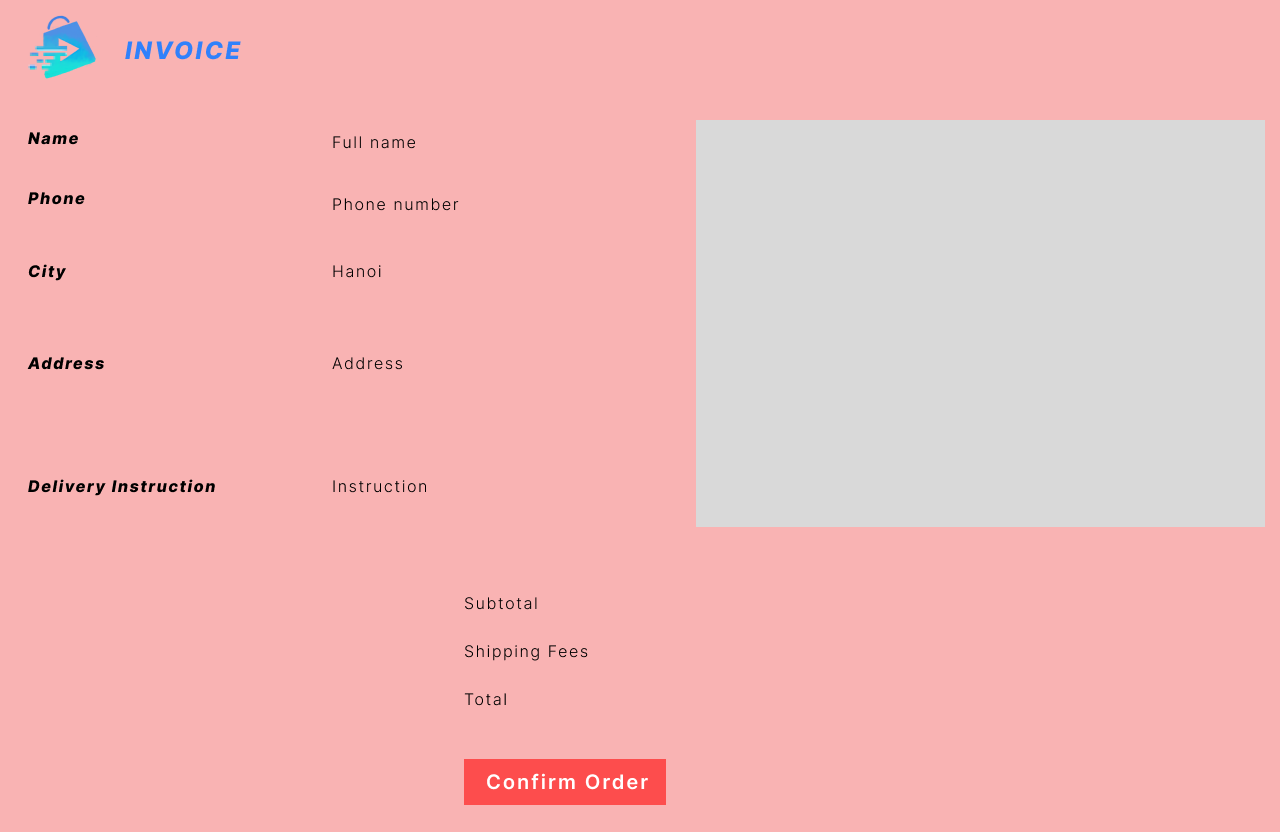 INVOICE
Name
Full name
Phone
Phone number
City
Hanoi
Address
Address
Delivery Instruction
Instruction
Subtotal
Shipping Fees
Total
Confirm Order